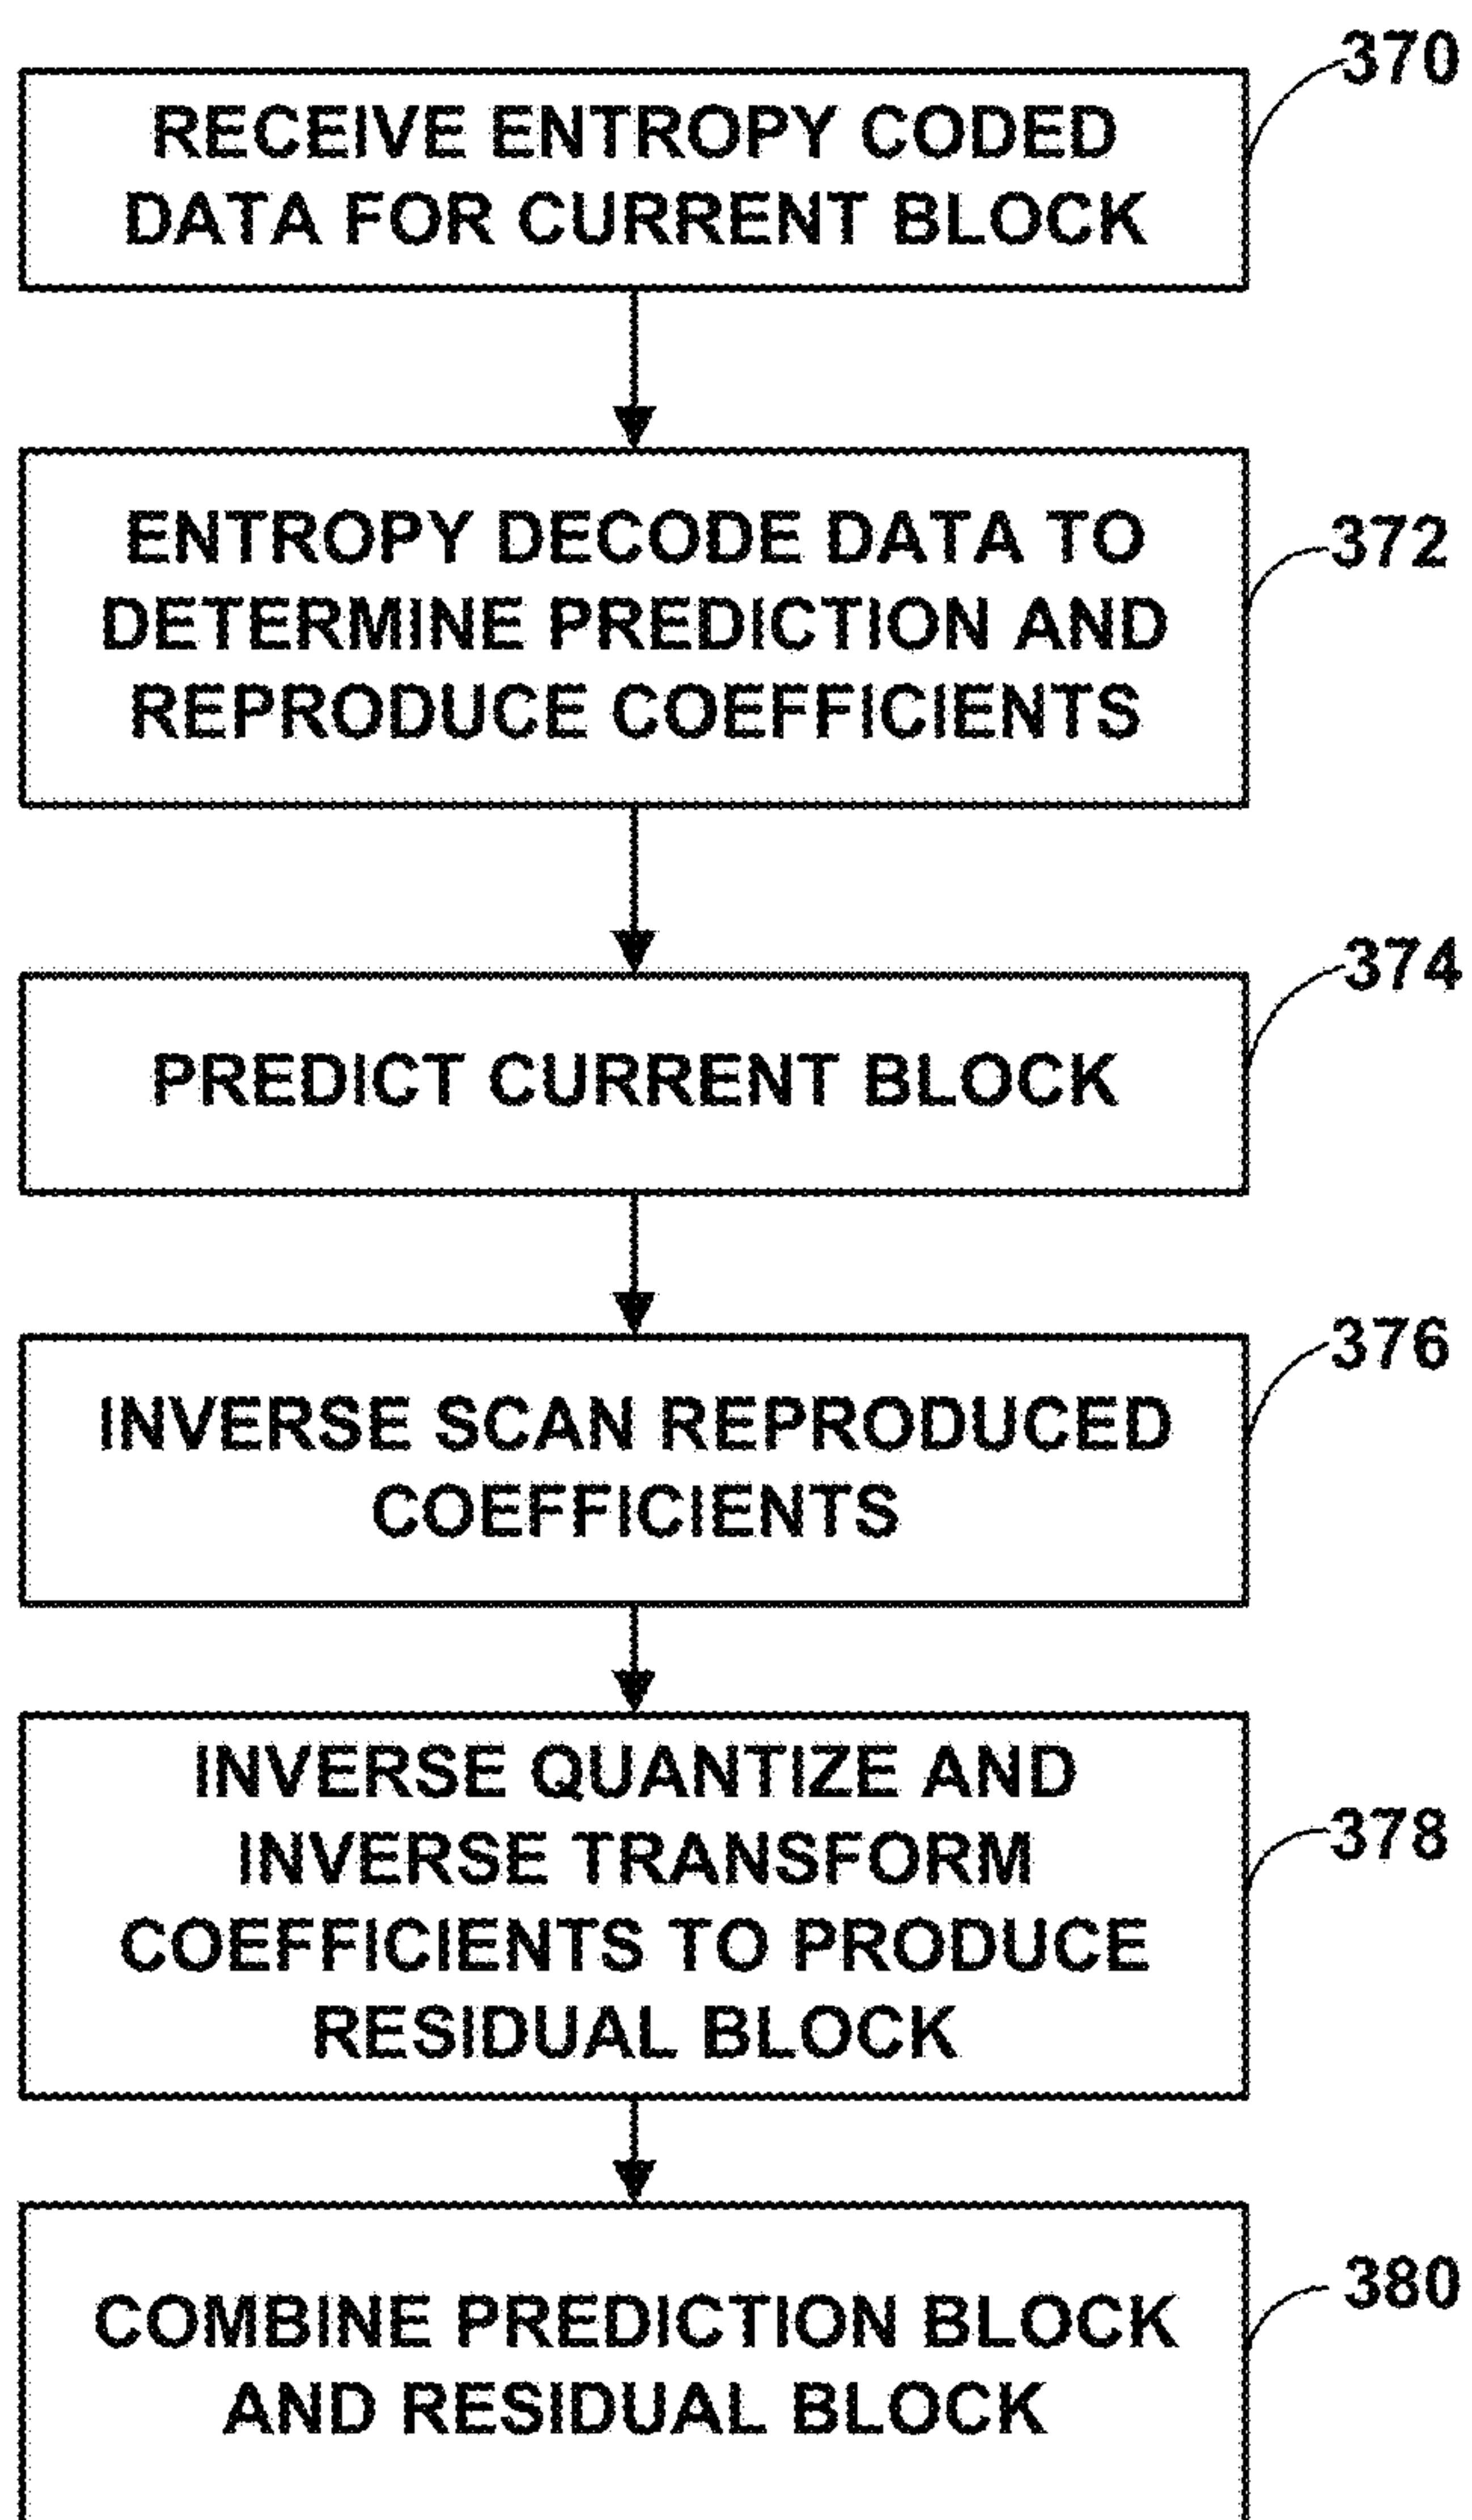 370
RECEIVE ENTROPY CODED
DATA FOR CURRENT BLOCK
372
ENTROPY DECODE DATA TO
DETERMINE PREDICTION AND
REPRODUCE COEFFICIENTS
374
PREDICT CURRENT BLOCK
376
INVERSE SCAN REPRODUCED
COEFFICIENTS
378
INVERSE QUANTIZE AND
INVERSE TRANSFORM
COEFFICIENTS TO PRODUCE
RESIDUAL BLOCK
380
COMBINE PREDICTION BLOCK
AND RESIDUAL BLOCK